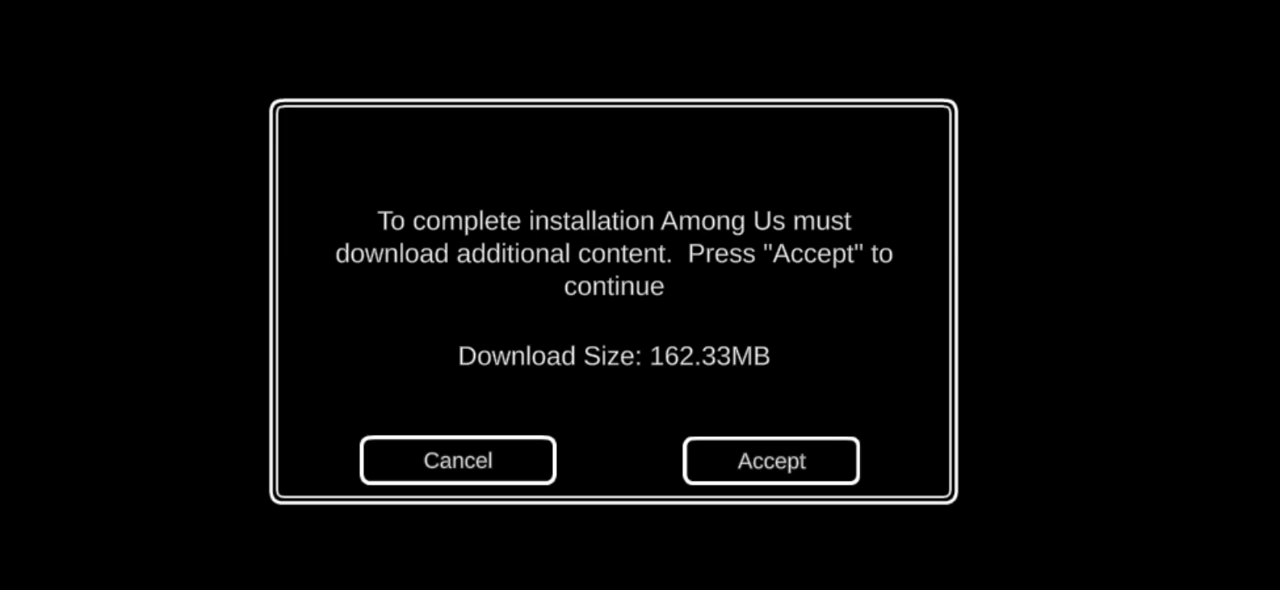 To complete installation Among Us must
download additional content.  Press "Accept" to
continue
Download Size: 162.33MB
Cancel
Accept